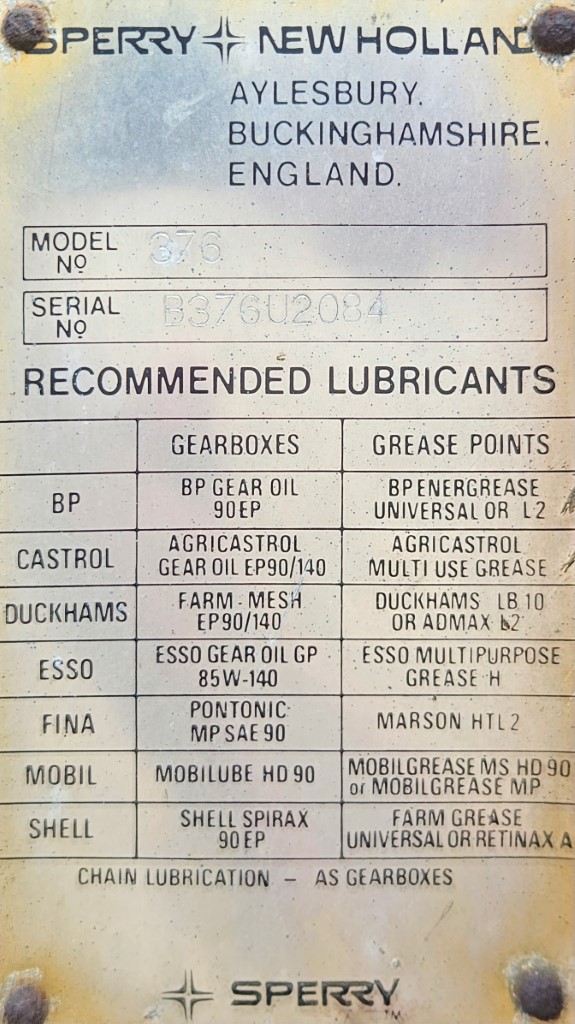 SPERRY NEW HOLLAND
AYLESBURY.
BUCKINGHAMSHIRE.
ENGLAND.
MODEL Nº 376
SERIAL Nº B376U2084
RECOMMENDED LUBRICANTS
GEARBOXES GREASE POINTS
BP BP GEAR OIL 90EP BP ENERGREASE UNIVERSAL OR L2
CASTROL AGRICASTROL GEAR OIL EP90/140 AGRICASTROL MULTI USE GREASE
DUCKHAMS FARM-MESH EP90/140 DUCKHAMS LB 10 OR ADMAX L2
ESSO ESSO GEAR OIL GP 85W-140 ESSO MULTIPURPOSE GREASE H
FINA PONTONIC MP SAE 90 MARSON HTL 2
MOBIL MOBILUBE HD 90 MOBILGREASE MS HD 90 or MOBILGREASE MP
SHELL SHELL SPIRAX 90 EP FARM GREASE UNIVERSAL OR RETINAX A
CHAIN LUBRICATION – AS GEARBOXES
SPERRY TM